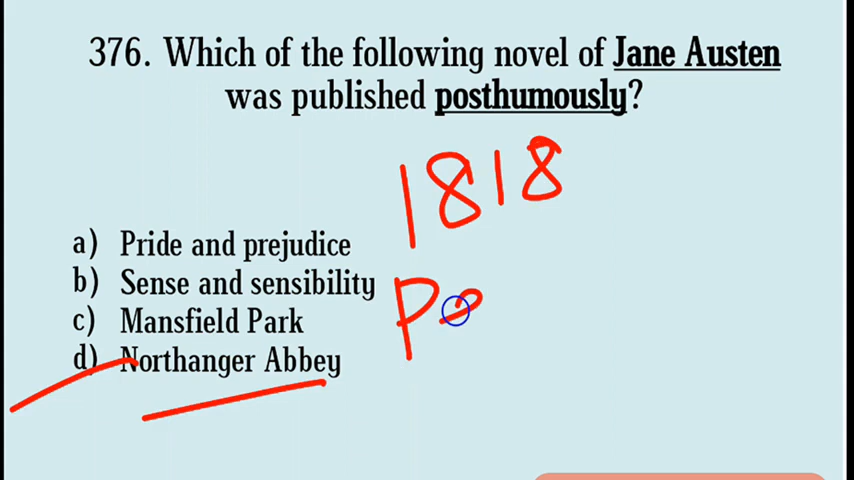 376. Which of the following novel of Jane Austen
was published posthumously?
1818
a) Pride and prejudice
b) Sense and sensibility
c) Mansfield Park
d) Northanger Abbey